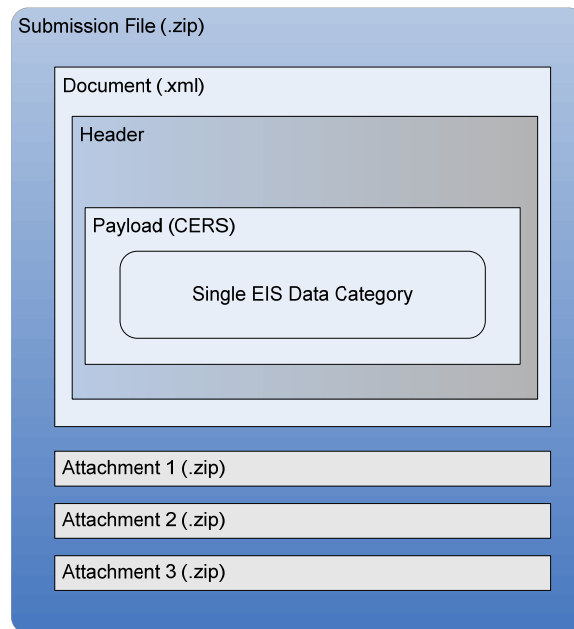 Submission File (.zip)
Document (.xml)
Header
Payload (CERS)
Single EIS Data Category
Attachment 1 (.zip)
Attachment 2 (.zip)
Attachment 3 (.zip)